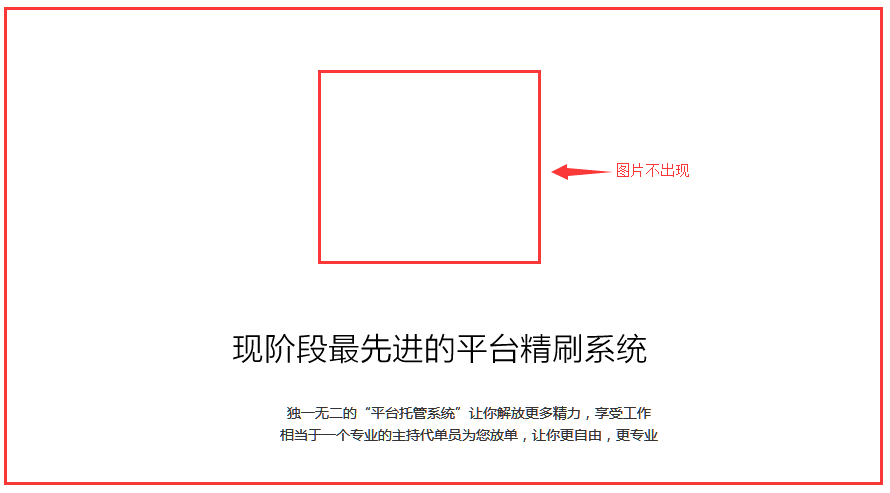 图片不出现
现阶段最先进的平台精刷系统
独一无二的“平台托管系统”让你解放更多精力，享受工作
相当于一个专业的主持代单员为您放单，让你更自由，更专业